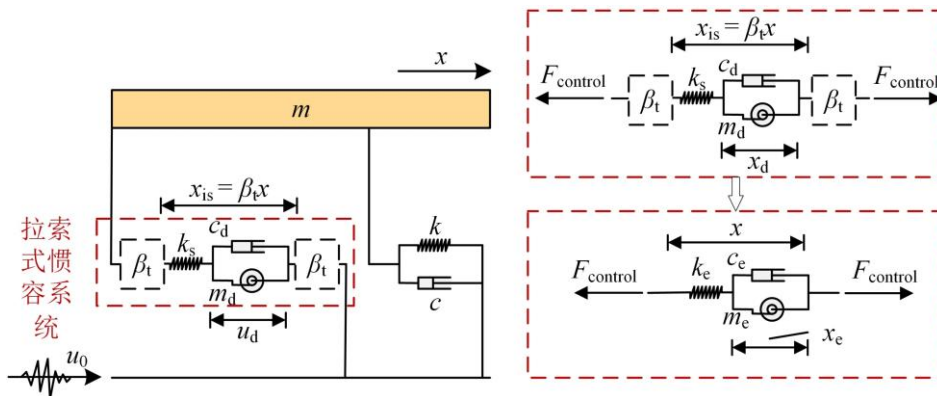 x
m
x_is = β_t x
c_d
k_s
β_t
β_t
m_d
u_d
拉索
式惯
容系
统
k
c
u_0
x_is = β_t x
c_d
F_control
k_s
F_control
β_t
β_t
m_d
x_d
x
c_e
F_control
k_e
F_control
m_e
x_e